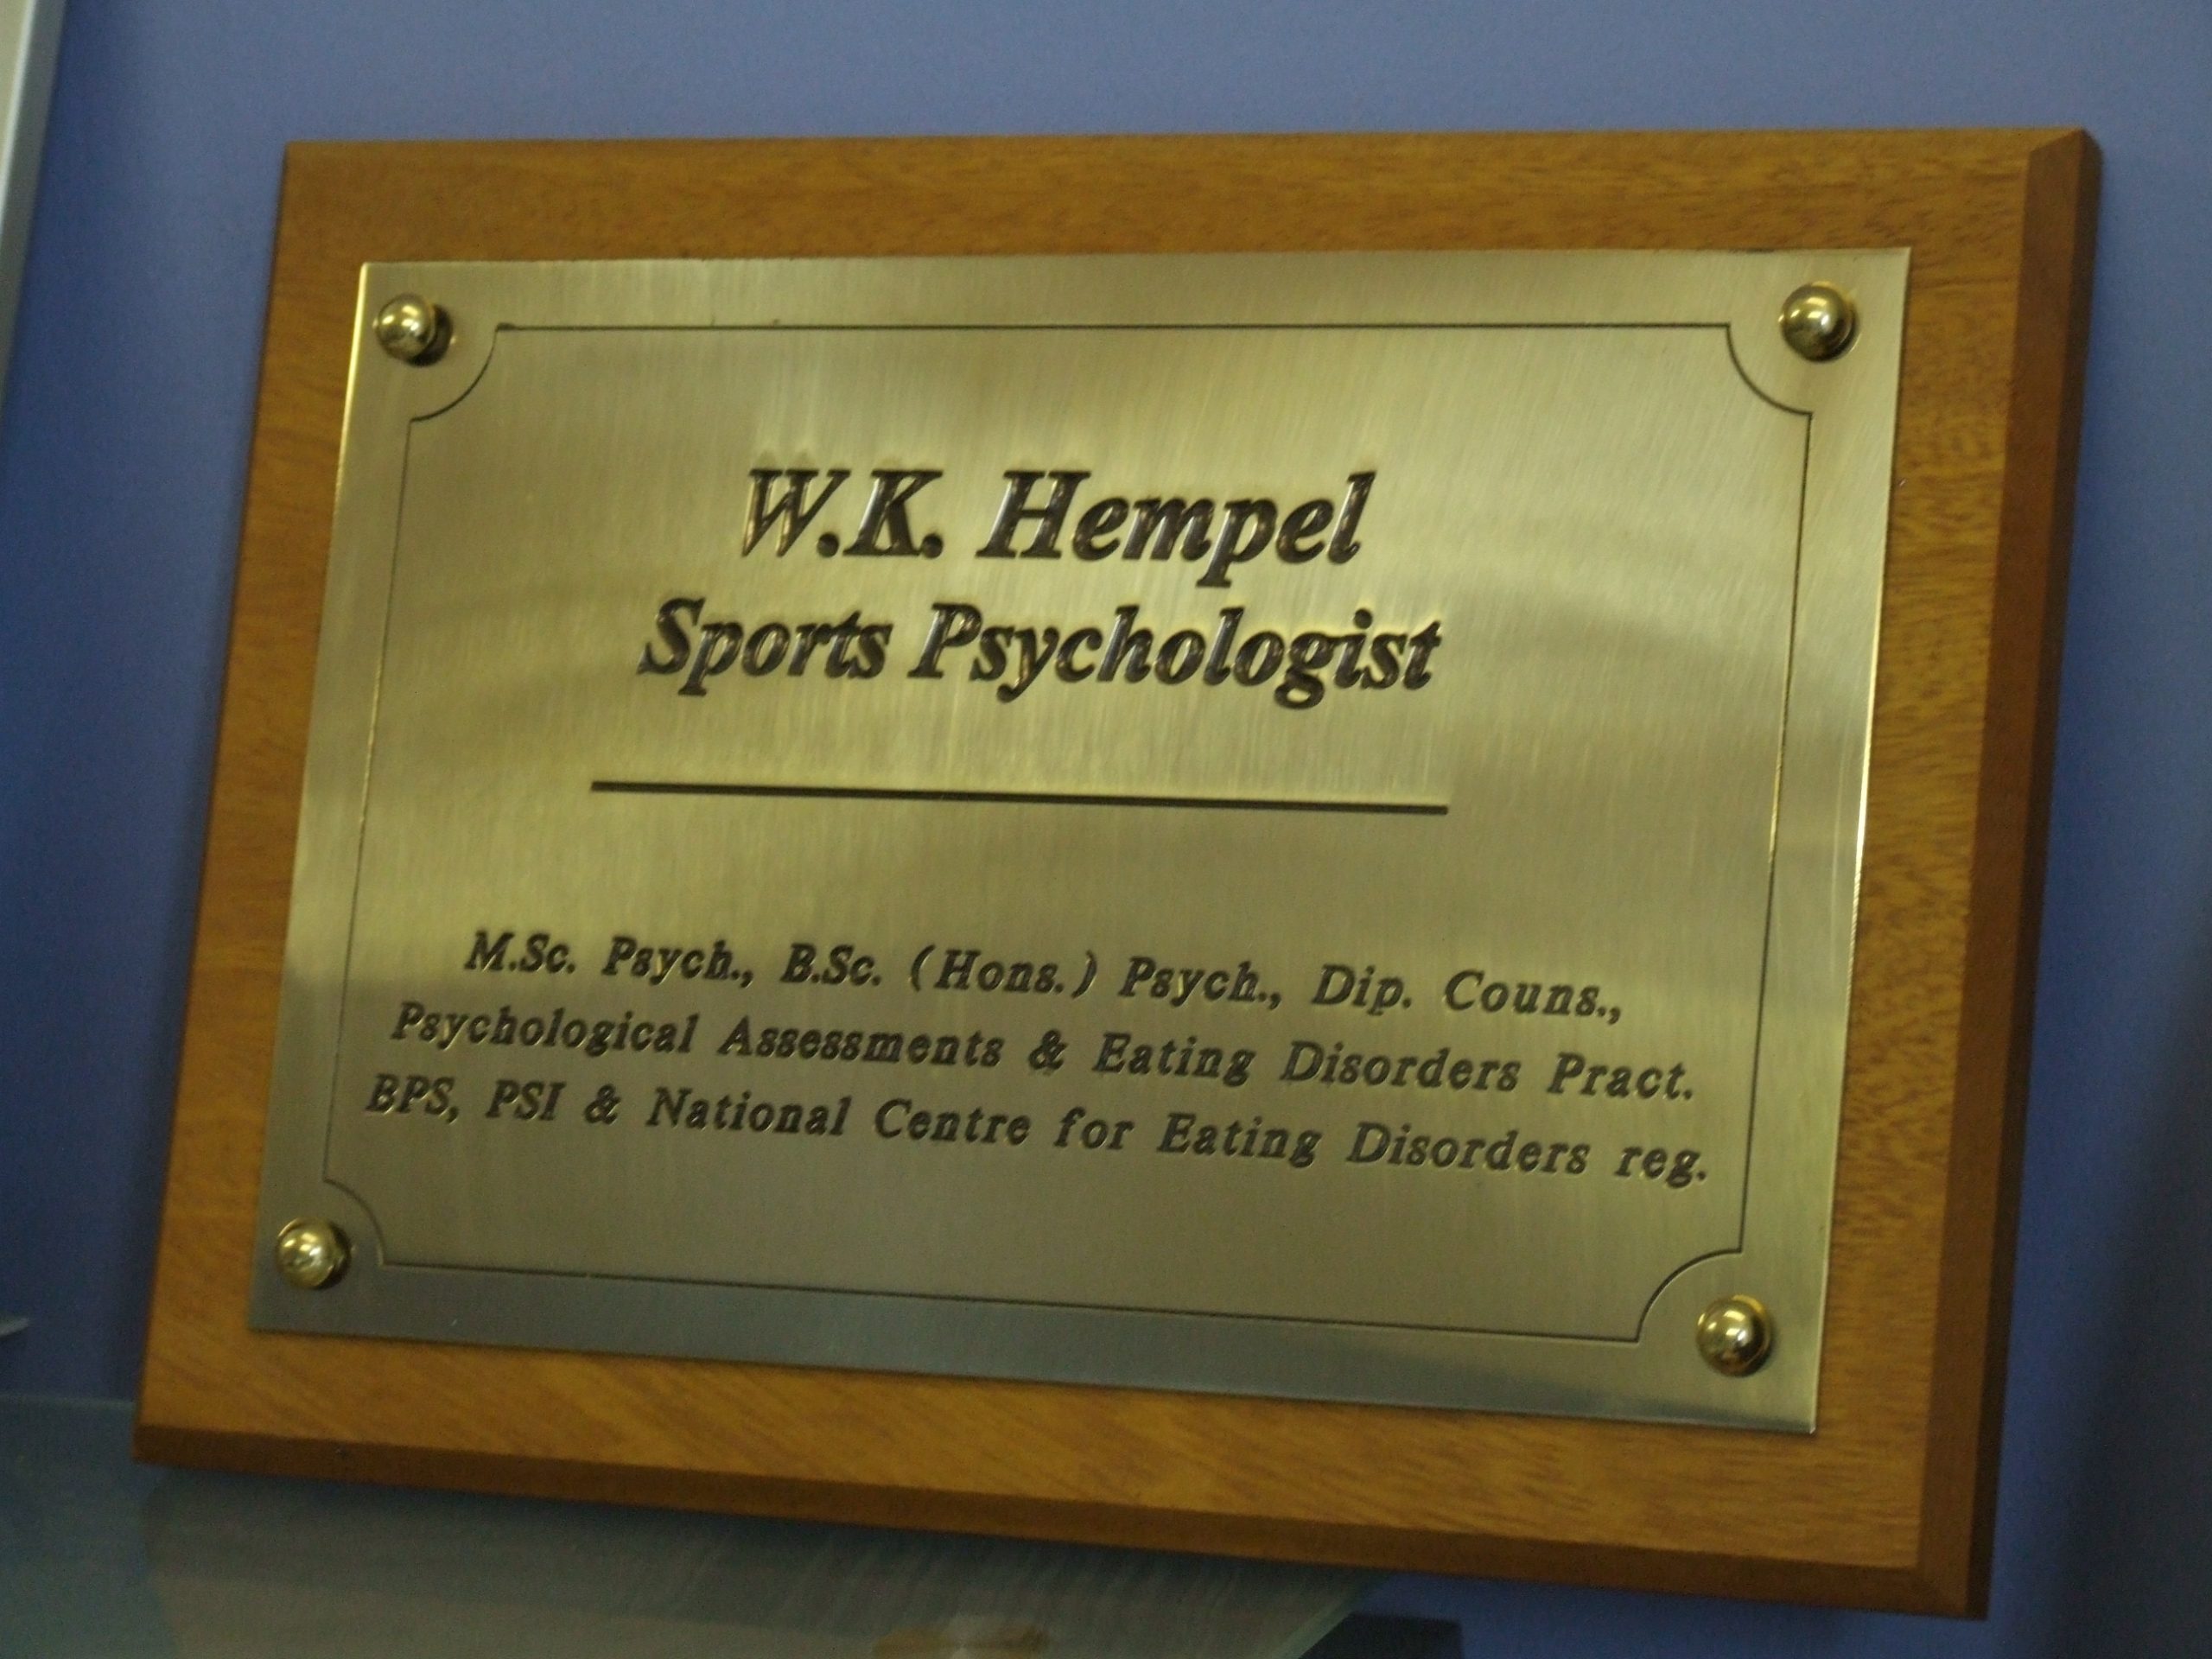 W.K. Hempel
Sports Psychologist
M.Sc. Psych., B.Sc. (Hons.) Psych., Dip. Couns.,
Psychological Assessments & Eating Disorders Pract.
BPS, PSI & National Centre for Eating Disorders reg.